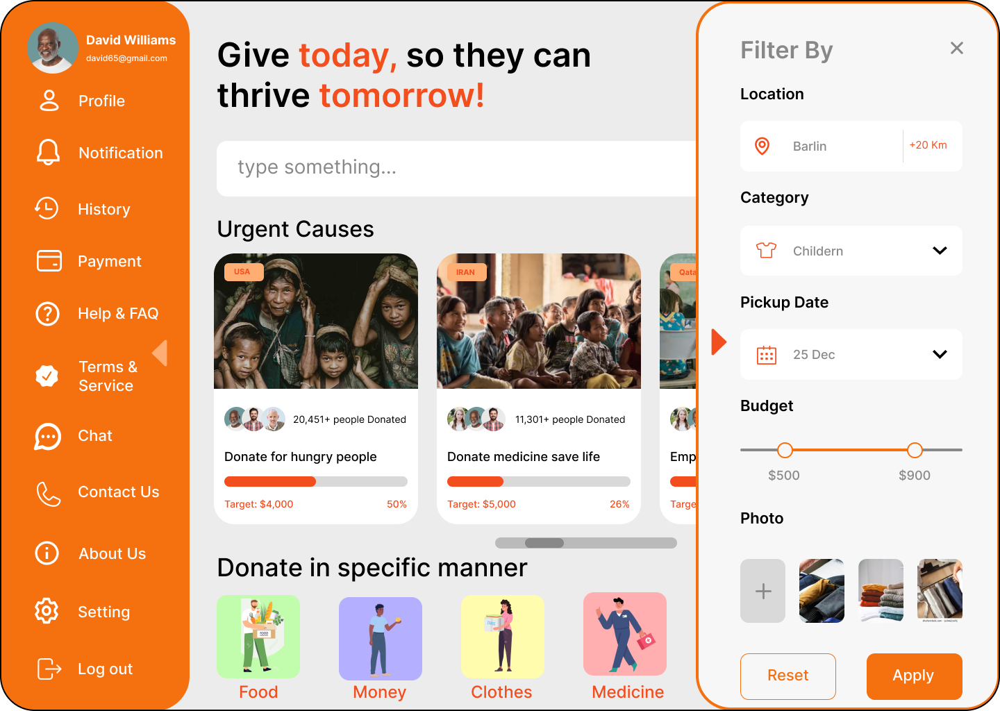 David Williams
david65@gmail.com
Profile
Notification
History
Payment
Help & FAQ
Terms &
Service
Chat
Contact Us
About Us
Setting
Log out
Give today, so they can
thrive tomorrow!
type something...
Urgent Causes
USA
20,451+ people Donated
Donate for hungry people
Target: $4,000
50%
IRAN
11,301+ people Donated
Donate medicine save life
Target: $5,000
26%
Qata
Emp
Targe
Donate in specific manner
FOOD
Food
Money
Clothes
Medicine
Filter By
Location
Barlin
+20 Km
Category
Childern
Pickup Date
25 Dec
Budget
$500
$900
Photo
Reset
Apply